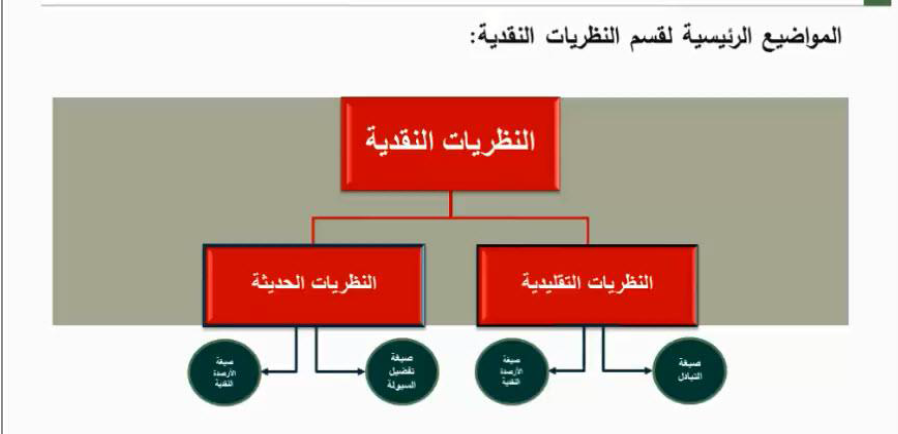 المواضيع الرئيسية لقسم النظريات النقدية:
النظريات النقدية
النظريات التقليدية
النظريات الحديثة
صيغة
التبادل
صيغة
الأرصدة
النقدية
صيغة
تفضيل
السيولة
صيغة
الأرصدة
النقدية